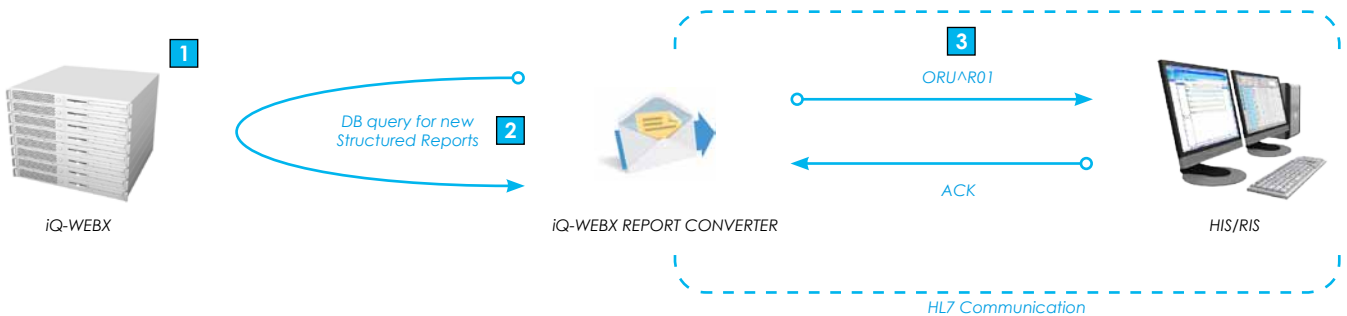 1
3
ORU^R01
DB query for new
Structured Reports
2
ACK
iQ-WEBX
iQ-WEBX REPORT CONVERTER
HIS/RIS
HL7 Communication